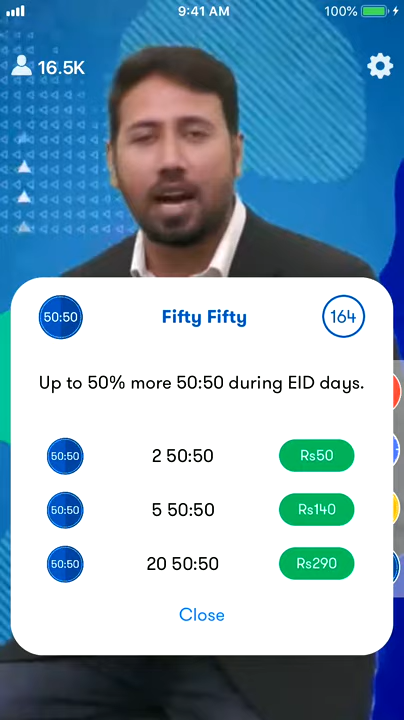 9:41 AM
100%
16.5K
50:50
Fifty Fifty
164
Up to 50% more 50:50 during EID days.
50:50 2 50:50 Rs50
50:50 5 50:50 Rs140
50:50 20 50:50 Rs290
Close